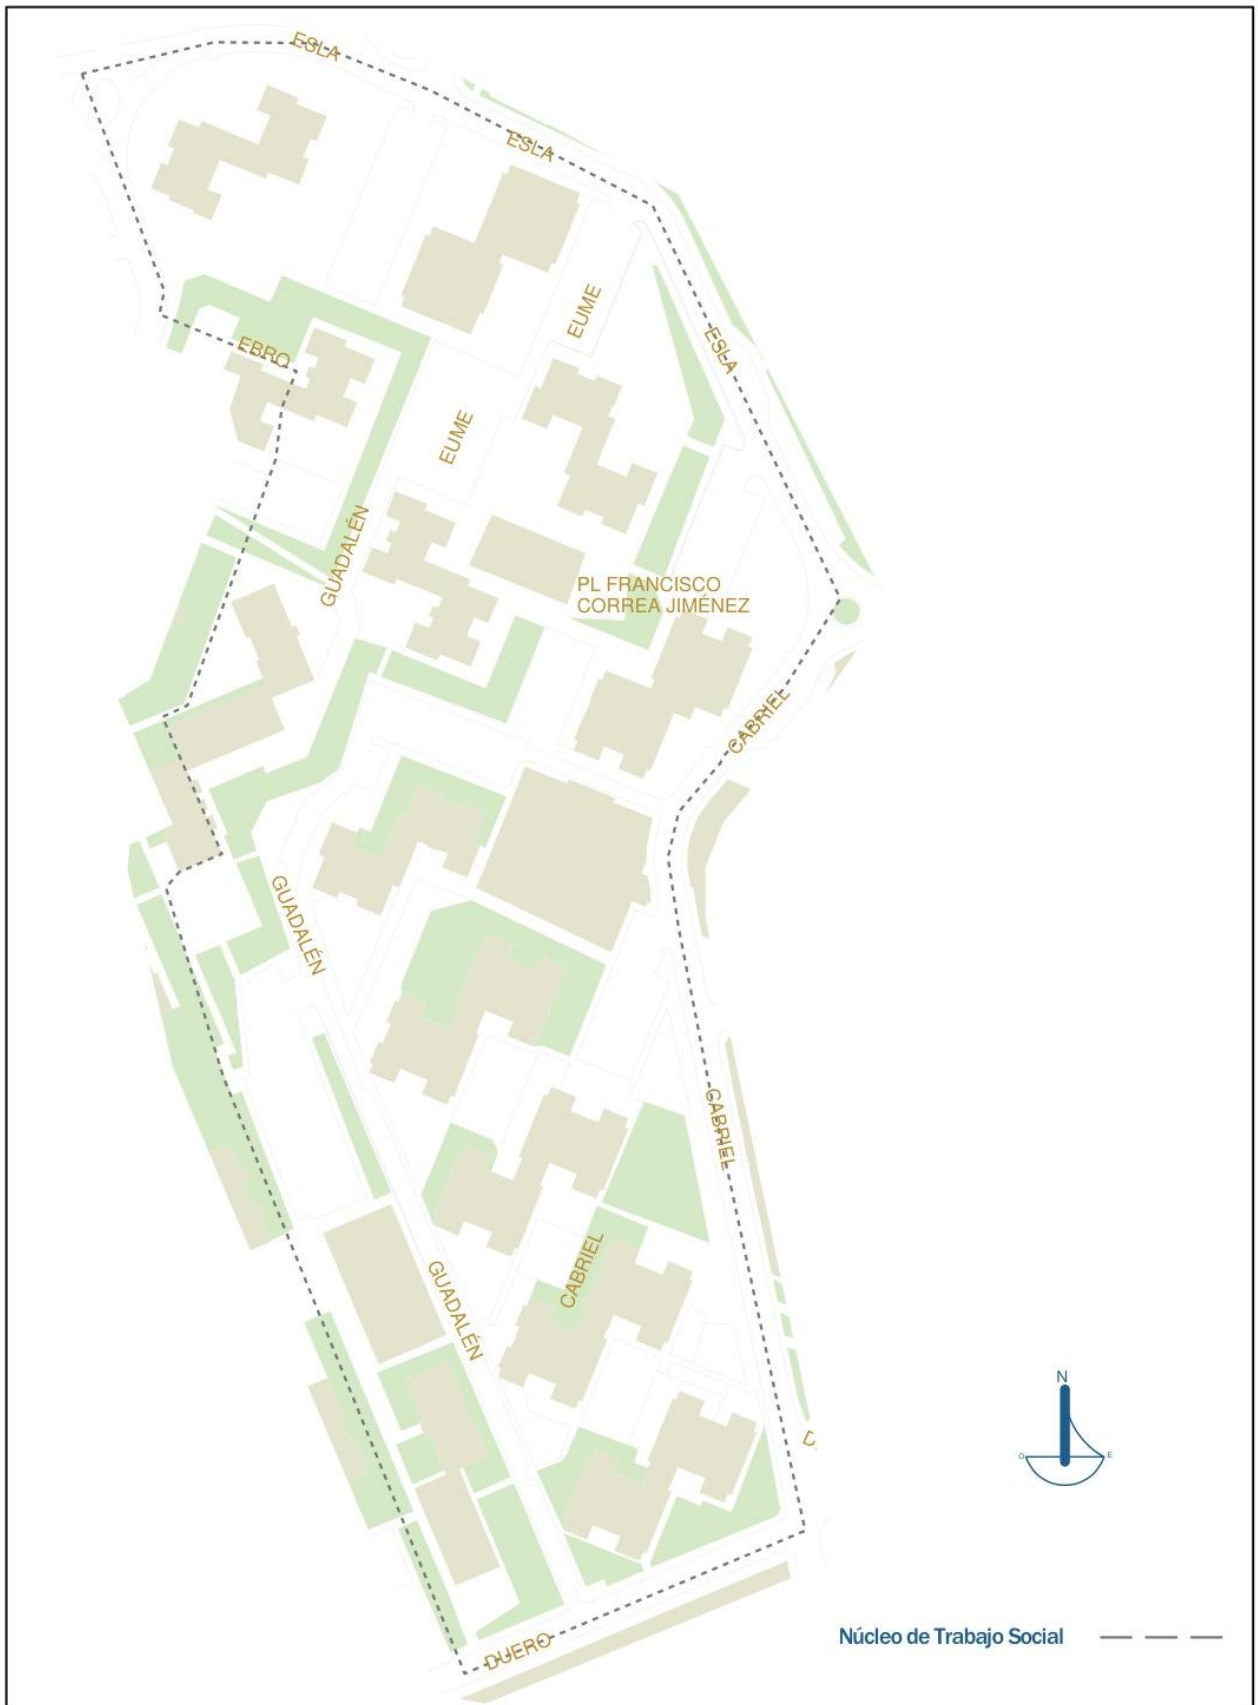 ESLA
ESLA
EUME
ESLA
EBRO
EUME
GUADALÉN
PL FRANCISCO
CORREA JIMÉNEZ
CABRIEL
GUADALÉN
CABRIEL
CABRIEL
GUADALÉN
N
O
E
Núcleo de Trabajo Social
DUERO